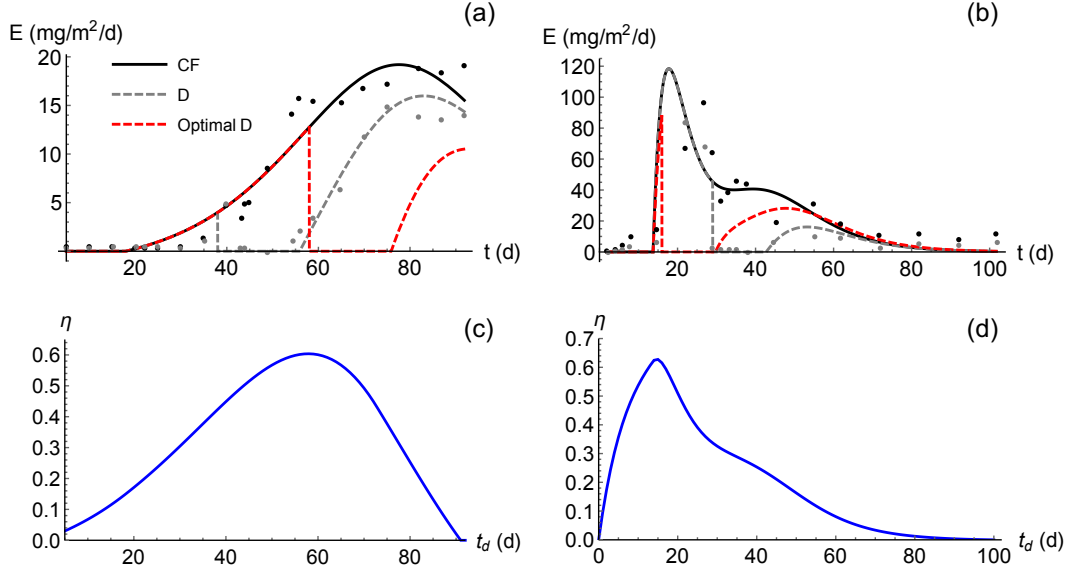 (a)
E (mg/m²/d)
20
15
10
5
20 40 60 80
t (d)
CF
D
Optimal D
(b)
E (mg/m²/d)
120
100
80
60
40
20
0
20 40 60 80 100
t (d)
(c)
η
0.6
0.5
0.4
0.3
0.2
0.1
0.0
20 40 60 80
t_d (d)
(d)
η
0.7
0.6
0.5
0.4
0.3
0.2
0.1
0.0
0 20 40 60 80 100
t_d (d)